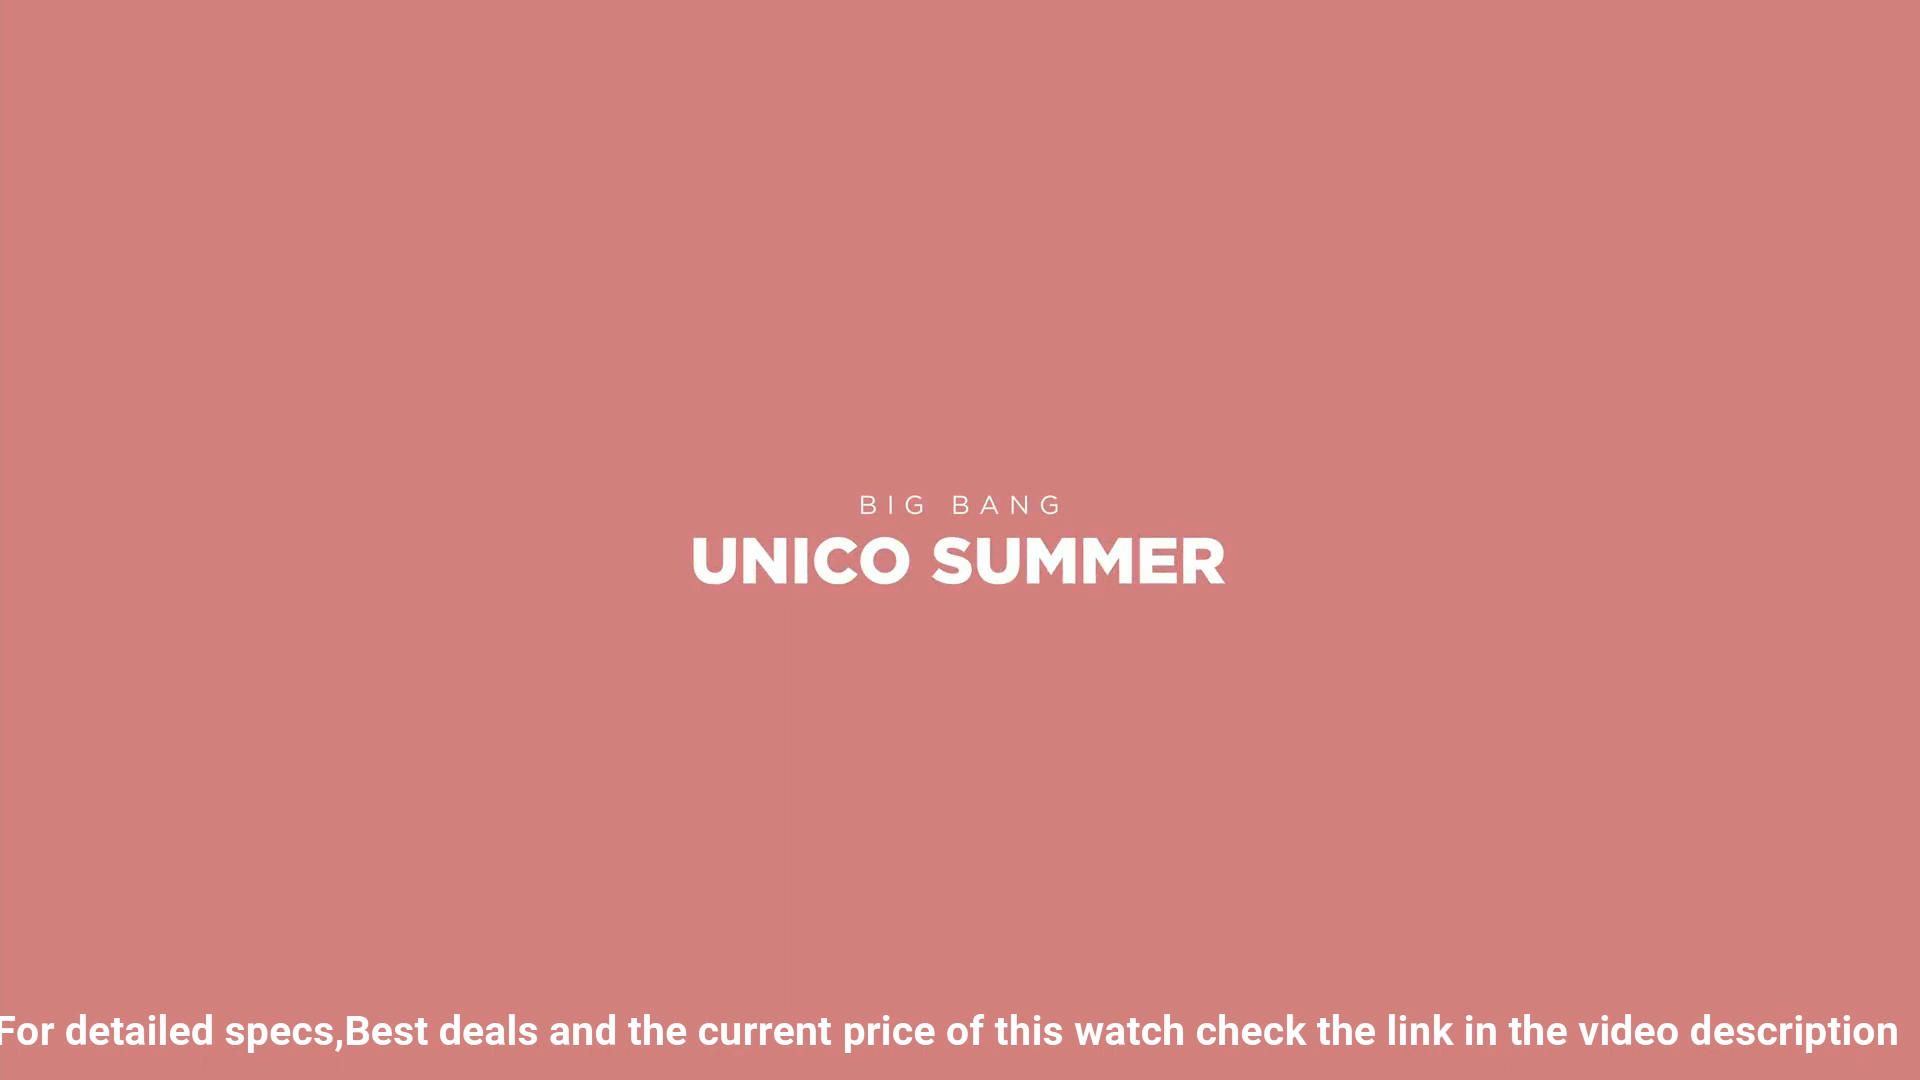 BIG BANG
UNICO SUMMER
For detailed specs,Best deals and the current price of this watch check the link in the video description